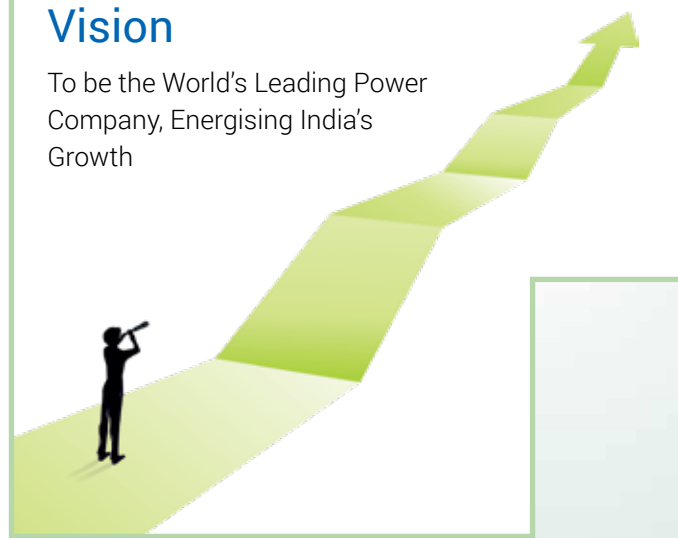 Vision
To be the World’s Leading Power
Company, Energising India’s
Growth